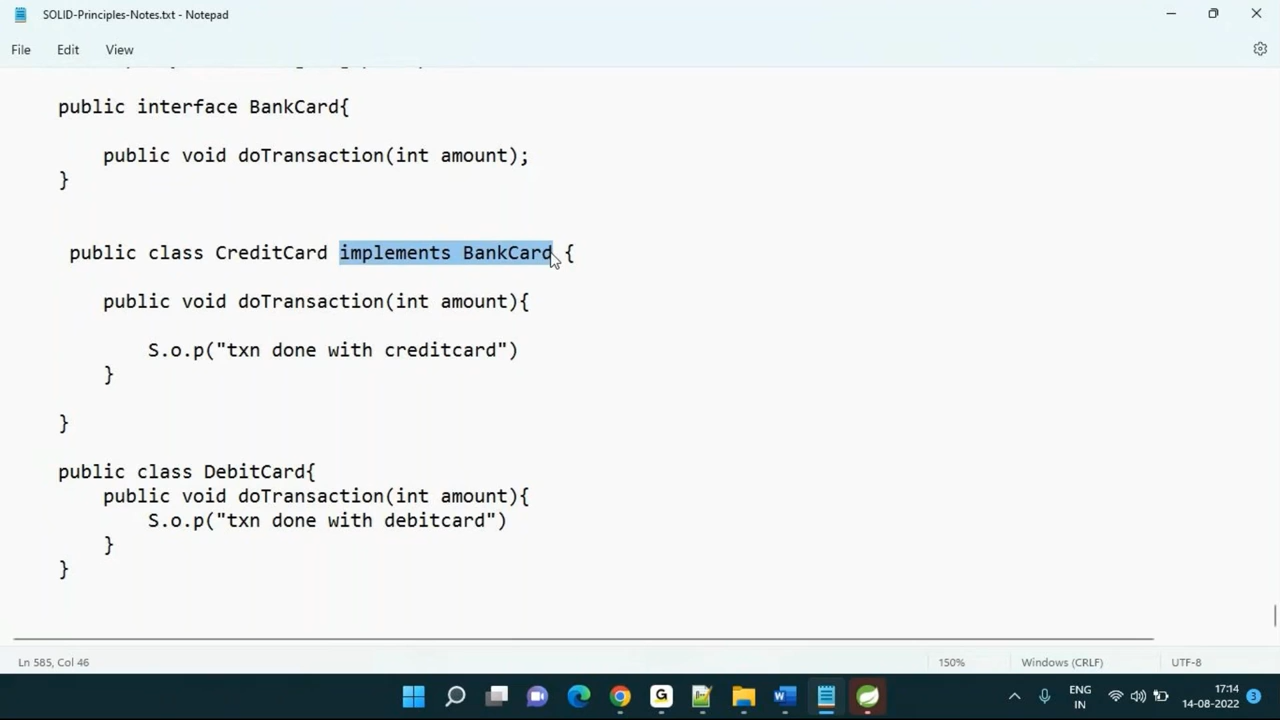 SOLID-Principles-Notes.txt - Notepad
File Edit View
public interface BankCard{
public void doTransaction(int amount);
}
public class CreditCard implements BankCard {
public void doTransaction(int amount){
S.o.p("txn done with creditcard")
}
}
public class DebitCard{
public void doTransaction(int amount){
S.o.p("txn done with debitcard")
}
}
Ln 585, Col 46 150% Windows (CRLF) UTF-8
ENG
IN
17:14
14-08-2022
3